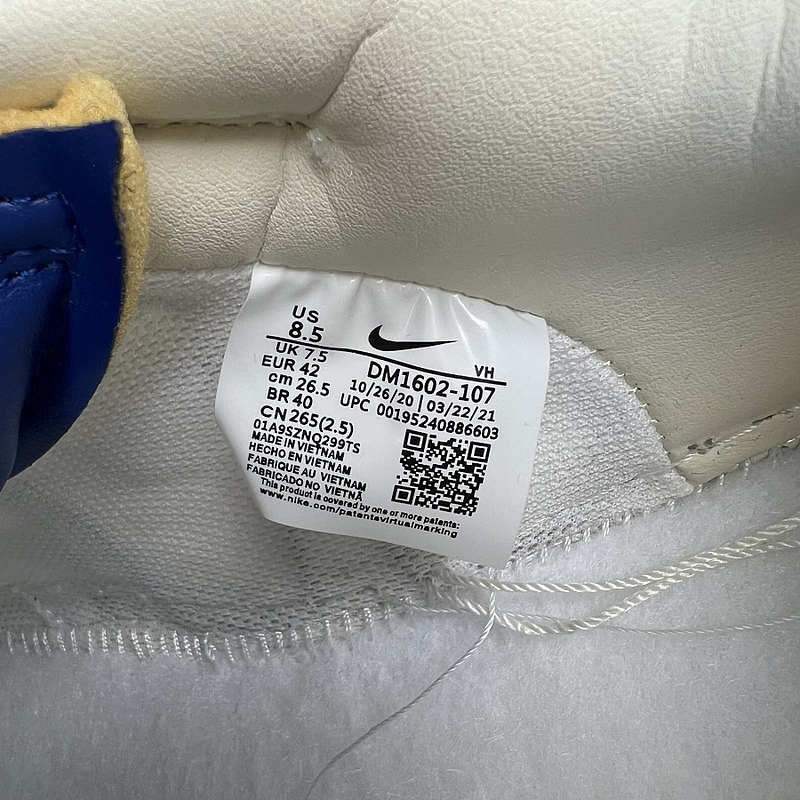 US
8.5
UK 7.5
EUR 42
cm 26.5
BR 40
CN 265(2.5)
VH
DM1602-107
10/26/20 | 03/22/21
UPC 00195240886603
01A9SZNQ299TS
MADE IN VIETNAM
HECHO EN VIETNAM
FABRIQUE AU VIETNAM
FABRICADO NO VIETNÃ
This product is covered by one or more patents:
www.nike.com/patentsvirtualmarking